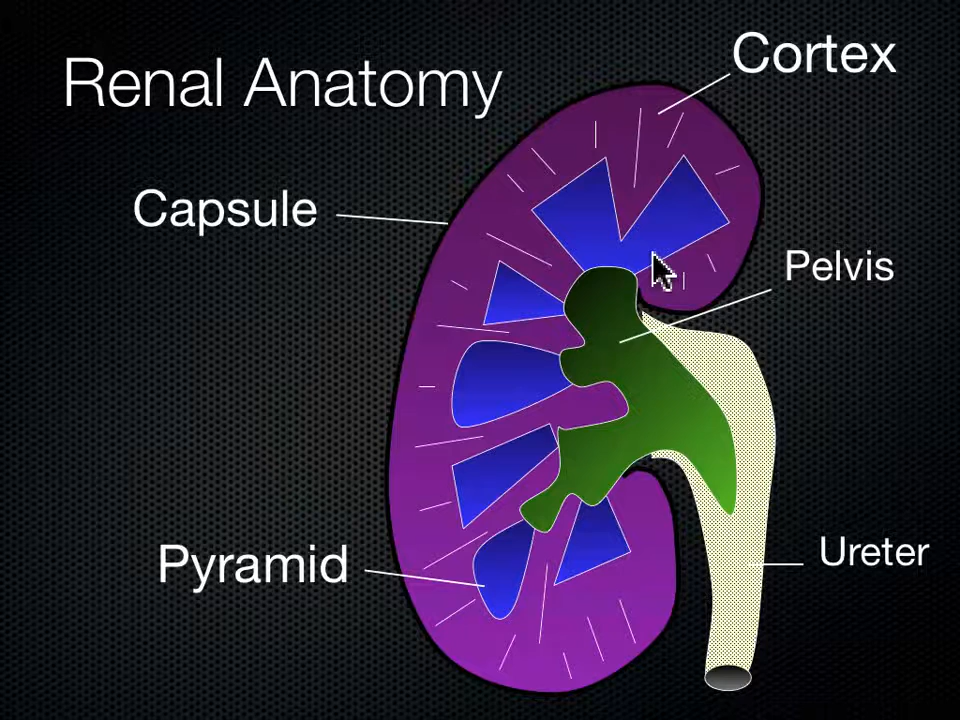 Renal Anatomy
Cortex
Capsule
Pelvis
Pyramid
Ureter